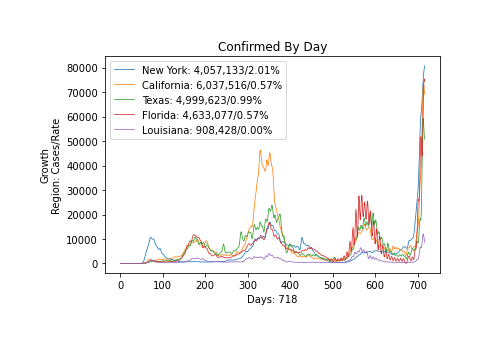 Confirmed By Day
New York: 4,057,133/2.01%
California: 6,037,516/0.57%
Texas: 4,999,623/0.99%
Florida: 4,633,077/0.57%
Louisiana: 908,428/0.00%
Growth
Region: Cases/Rate
80000
70000
60000
50000
40000
30000
20000
10000
0
0 100 200 300 400 500 600 700
Days: 718